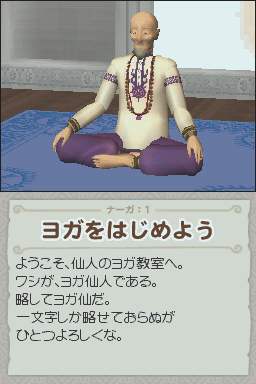 ナーガ:1
ヨガをはじめよう
ようこそ、仙人のヨガ教室へ。
ワシが、ヨガ仙人である。
略してヨガ仙だ。
一文字しか略せておらぬが
ひとつよろしくな。